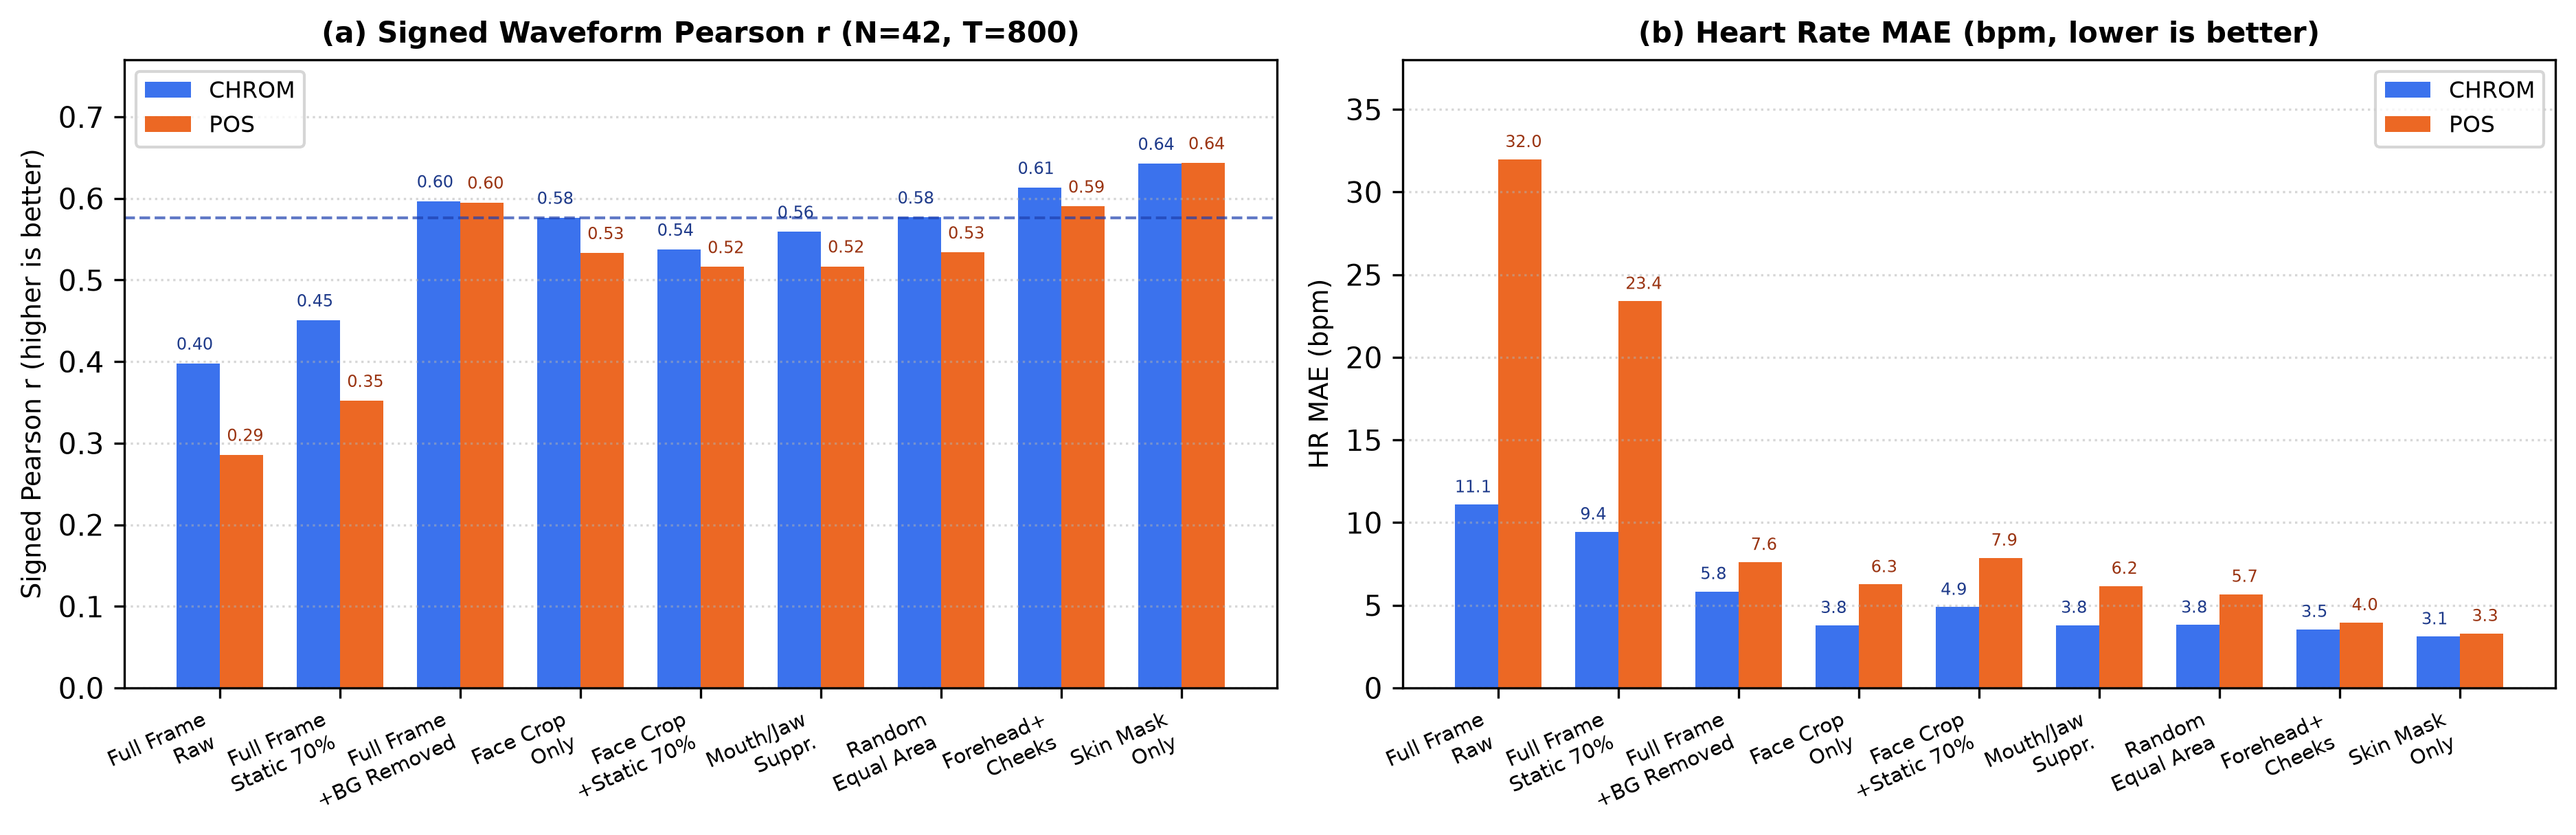 (a) Signed Waveform Pearson r (N=42, T=800)
CHROM
POS
Signed Pearson r (higher is better)
0.7
0.6
0.5
0.4
0.3
0.2
0.1
0.0
0.40
0.29
0.45
0.35
0.60
0.60
0.58
0.53
0.54
0.52
0.56
0.52
0.58
0.53
0.61
0.59
0.64
0.64
Full Frame
Raw
Full Frame
Static 70%
Full Frame
+BG Removed
Face Crop
Only
Face Crop
+Static 70%
Mouth/Jaw
Suppr.
Random
Equal Area
Forehead+
Cheeks
Skin Mask
Only
(b) Heart Rate MAE (bpm, lower is better)
CHROM
POS
HR MAE (bpm)
35
30
25
20
15
10
5
0
11.1
32.0
9.4
23.4
5.8
7.6
3.8
6.3
4.9
7.9
3.8
6.2
3.8
5.7
3.5
4.0
3.1
3.3
Full Frame
Raw
Full Frame
Static 70%
Full Frame
+BG Removed
Face Crop
Only
Face Crop
+Static 70%
Mouth/Jaw
Suppr.
Random
Equal Area
Forehead+
Cheeks
Skin Mask
Only